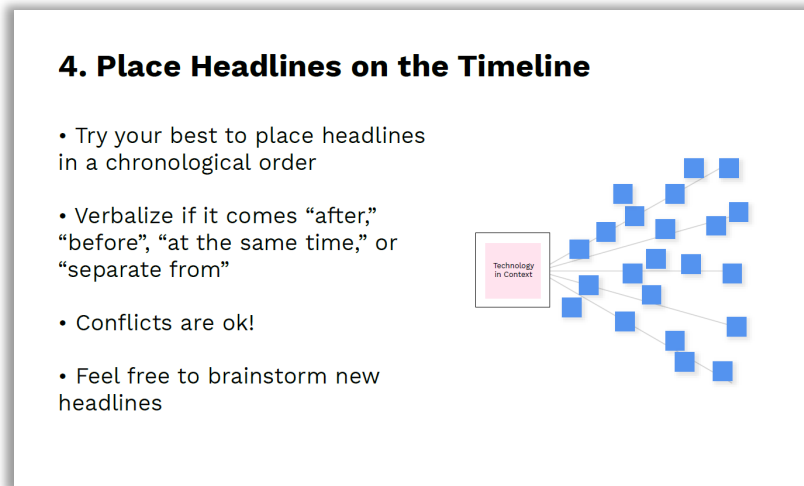 4. Place Headlines on the Timeline
• Try your best to place headlines
in a chronological order
• Verbalize if it comes “after,”
“before”, “at the same time,” or
“separate from”
• Conflicts are ok!
• Feel free to brainstorm new
headlines
Technology
in Context